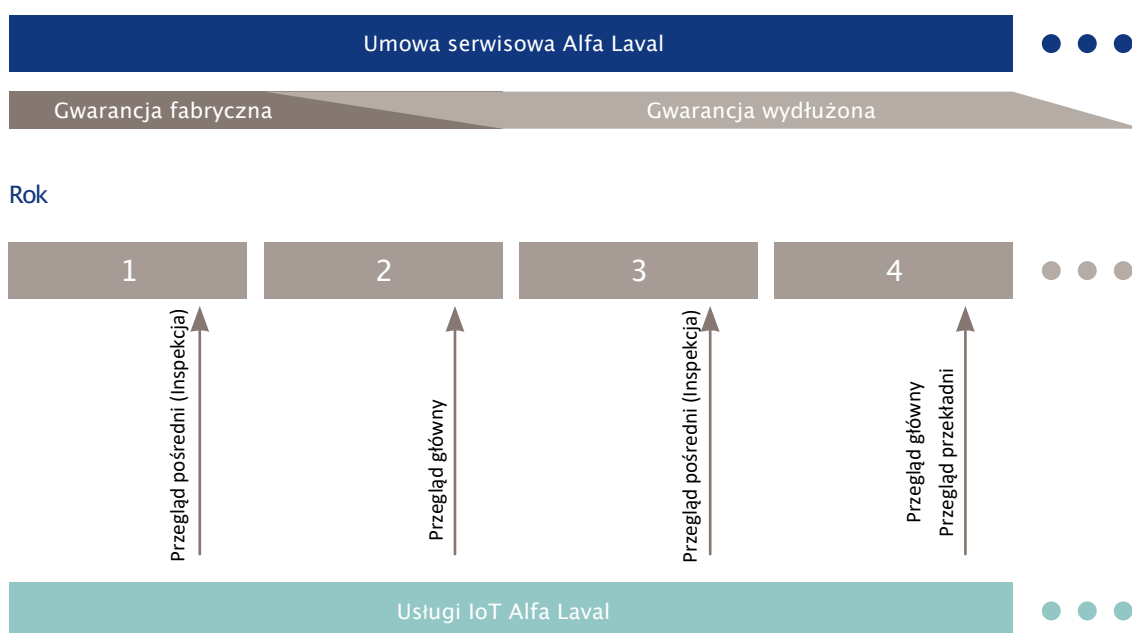 Umowa serwisowa Alfa Laval
Gwarancja fabryczna
Gwarancja wydłużona
Rok
1
2
3
4
Przegląd pośredni (Inspekcja)
Przegląd główny
Przegląd pośredni (Inspekcja)
Przegląd główny
Przegląd przekładni
Usługi IoT Alfa Laval